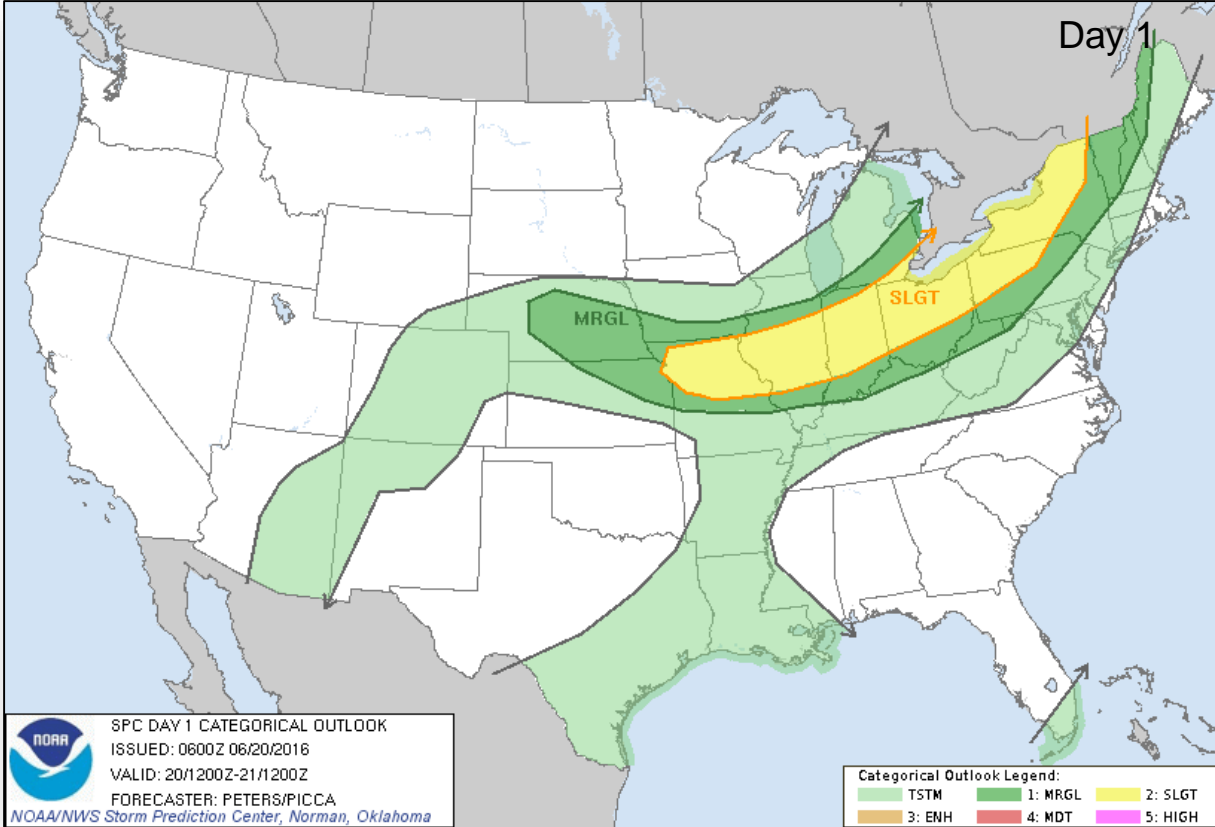 Day 1
MRGL
SLGT
NOAA
SPC DAY 1 CATEGORICAL OUTLOOK
ISSUED: 0600Z 06/20/2016
VALID: 20/1200Z-21/1200Z
FORECASTER: PETERS/PICCA
NOAA/NWS Storm Prediction Center, Norman, Oklahoma
Categorical Outlook Legend:
TSTM 1: MRGL 2: SLGT
3: ENH 4: MDT 5: HIGH